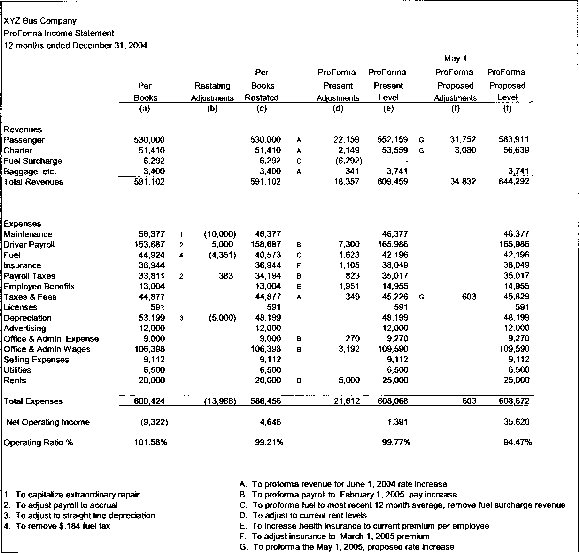 XYZ Bus Company
ProForma Income Statement
12 months ended December 31, 2004
May 1
Per Per ProForma ProForma ProForma ProForma
Per Restating Books Present Present Proposed Proposed
Books Adjustments Restated Adjustments Level Adjustments Level
(a) (b) (c) (d) (e) (f)
Revenues
Passenger 530,000 530,000 A 22,159 552,159 G 31,752 583,911
Charter 51,410 51,410 A 2,149 53,559 G 3,080 56,639
Fuel Surcharge 6,292 6,292 C (6,292) -
Baggage, etc. 3,400 3,400 A 341 3,741 3,741
Total Revenues 591,102 591,102 18,357 609,459 34,832 644,292
Expenses
Maintenance 56,377 1 (10,000) 46,377 46,377 46,377
Driver Payroll 153,687 2 5,000 158,687 B 7,300 165,986 165,986
Fuel 44,924 4 (4,351) 40,573 C 1,623 42,196 42,196
Insurance 36,944 36,944 F 1,105 38,049 38,049
Payroll Taxes 33,811 2 383 34,194 B 823 35,017 35,017
Employee Benefits 13,004 13,004 E 1,951 14,955 14,955
Taxes & Fees 44,877 44,877 A 349 45,226 G 603 45,829
Licenses 591 591 591 591
Depreciation 53,199 3 (5,000) 48,199 48,199 48,199
Advertising 12,000 12,000 12,000 12,000
Office & Admin Expense 9,000 9,000 B 270 9,270 9,270
Office & Admin Wages 106,398 106,398 B 3,192 109,590 109,590
Selling Expenses 9,112 9,112 9,112 9,112
Utilities 6,500 6,500 6,500 6,500
Rents 20,000 20,000 D 5,000 25,000 25,000
Total Expenses 600,424 (13,968) 586,456 21,612 608,068 603 608,672
Net Operating Income (9,322) 4,646 1,391 35,620
Operating Ratio % 101.58% 99.21% 99.77% 94.47%
A. To proforma revenue for June 1, 2004 rate increase
1. To capitalize extraordinary repair B. To proforma payroll to February 1, 2005 pay increase
2. To adjust payroll to accrual C. To proforma fuel to most recent 12 month average, remove fuel surcharge revenue
3. To adjust to straight line depreciation D. To adjust to current rent levels
4. To remove $.184 fuel tax E. To increase health insurance to current premium per employee
F. To adjust insurance to March 1, 2005 premium
G. To proforma the May 1, 2005, proposed rate increase